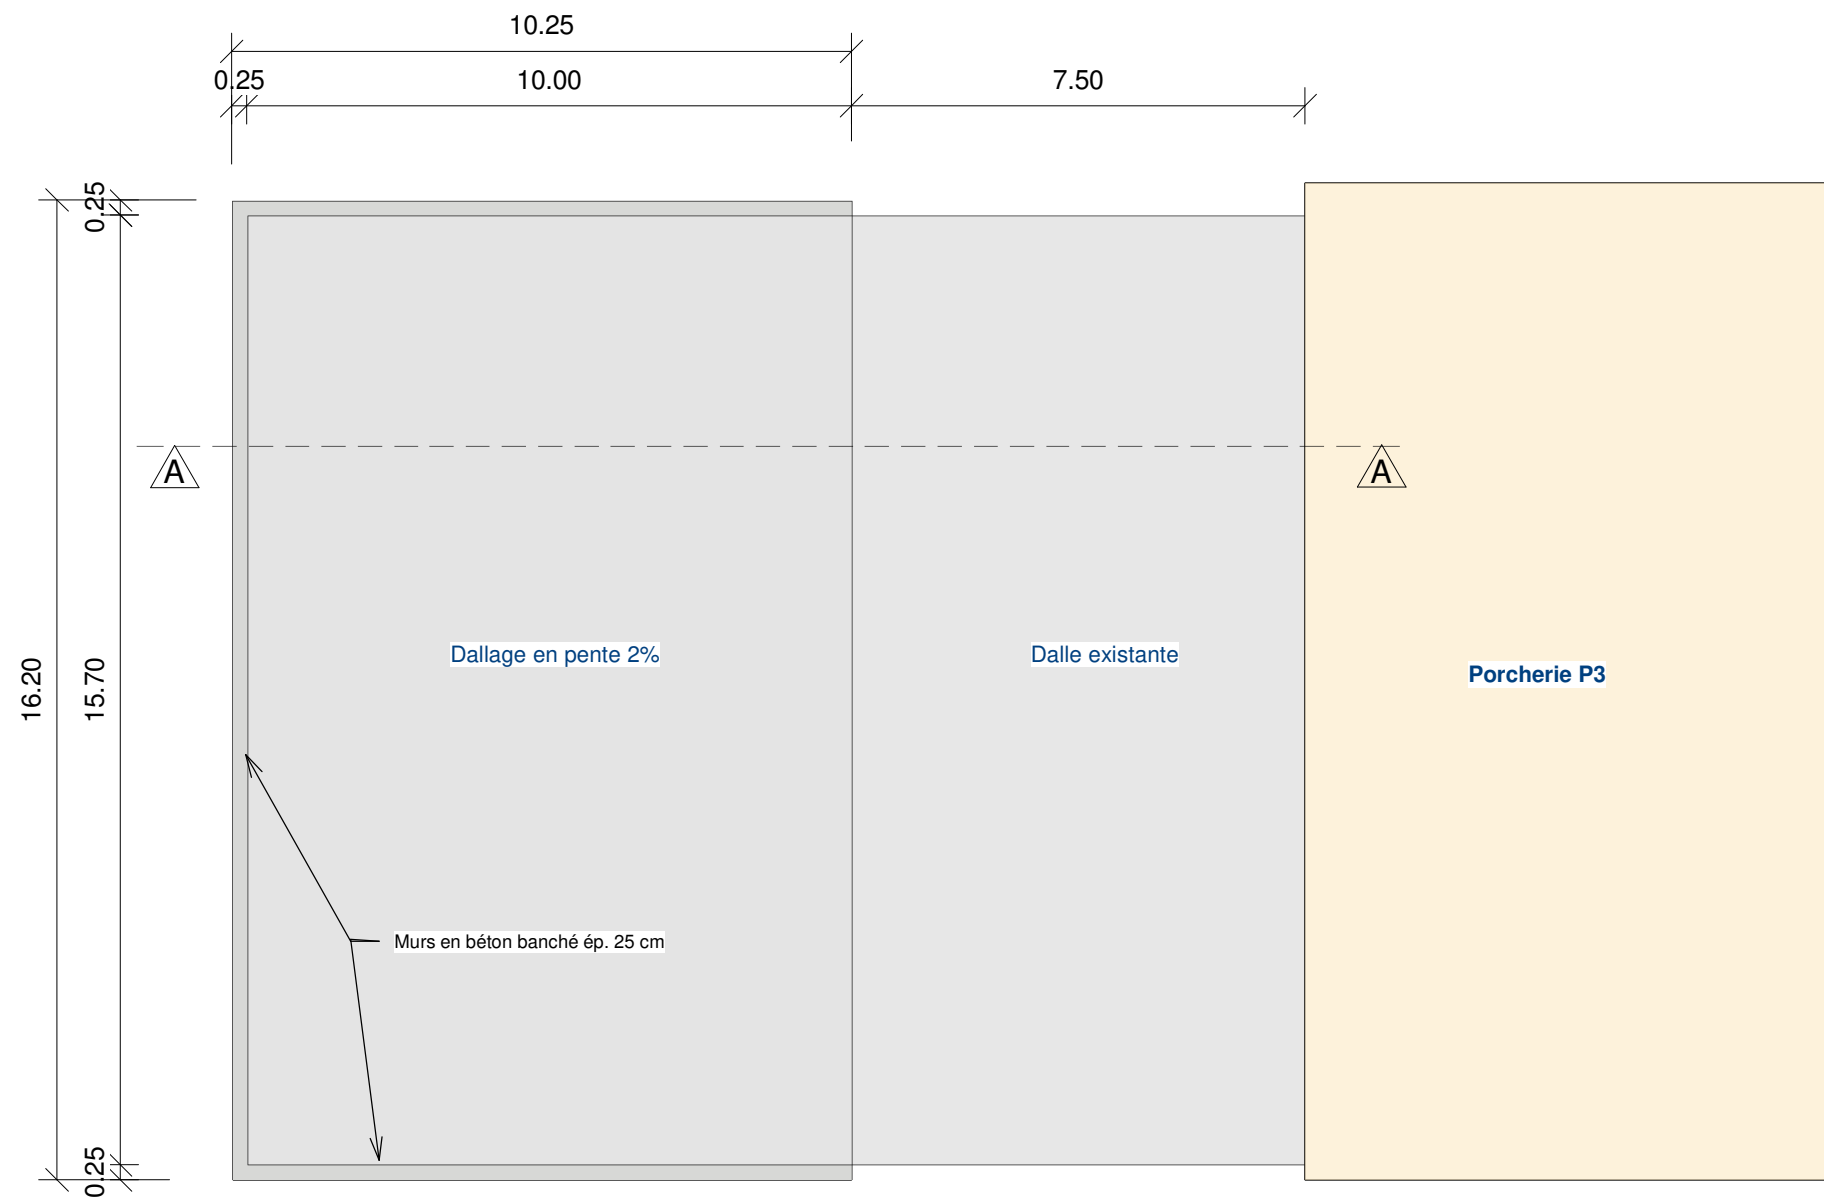 10.25
0.25
10.00
7.50
0.25
A
A
16.20
15.70
Dallage en pente 2%
Dalle existante
Porcherie P3
Murs en béton banché ép. 25 cm
0.25